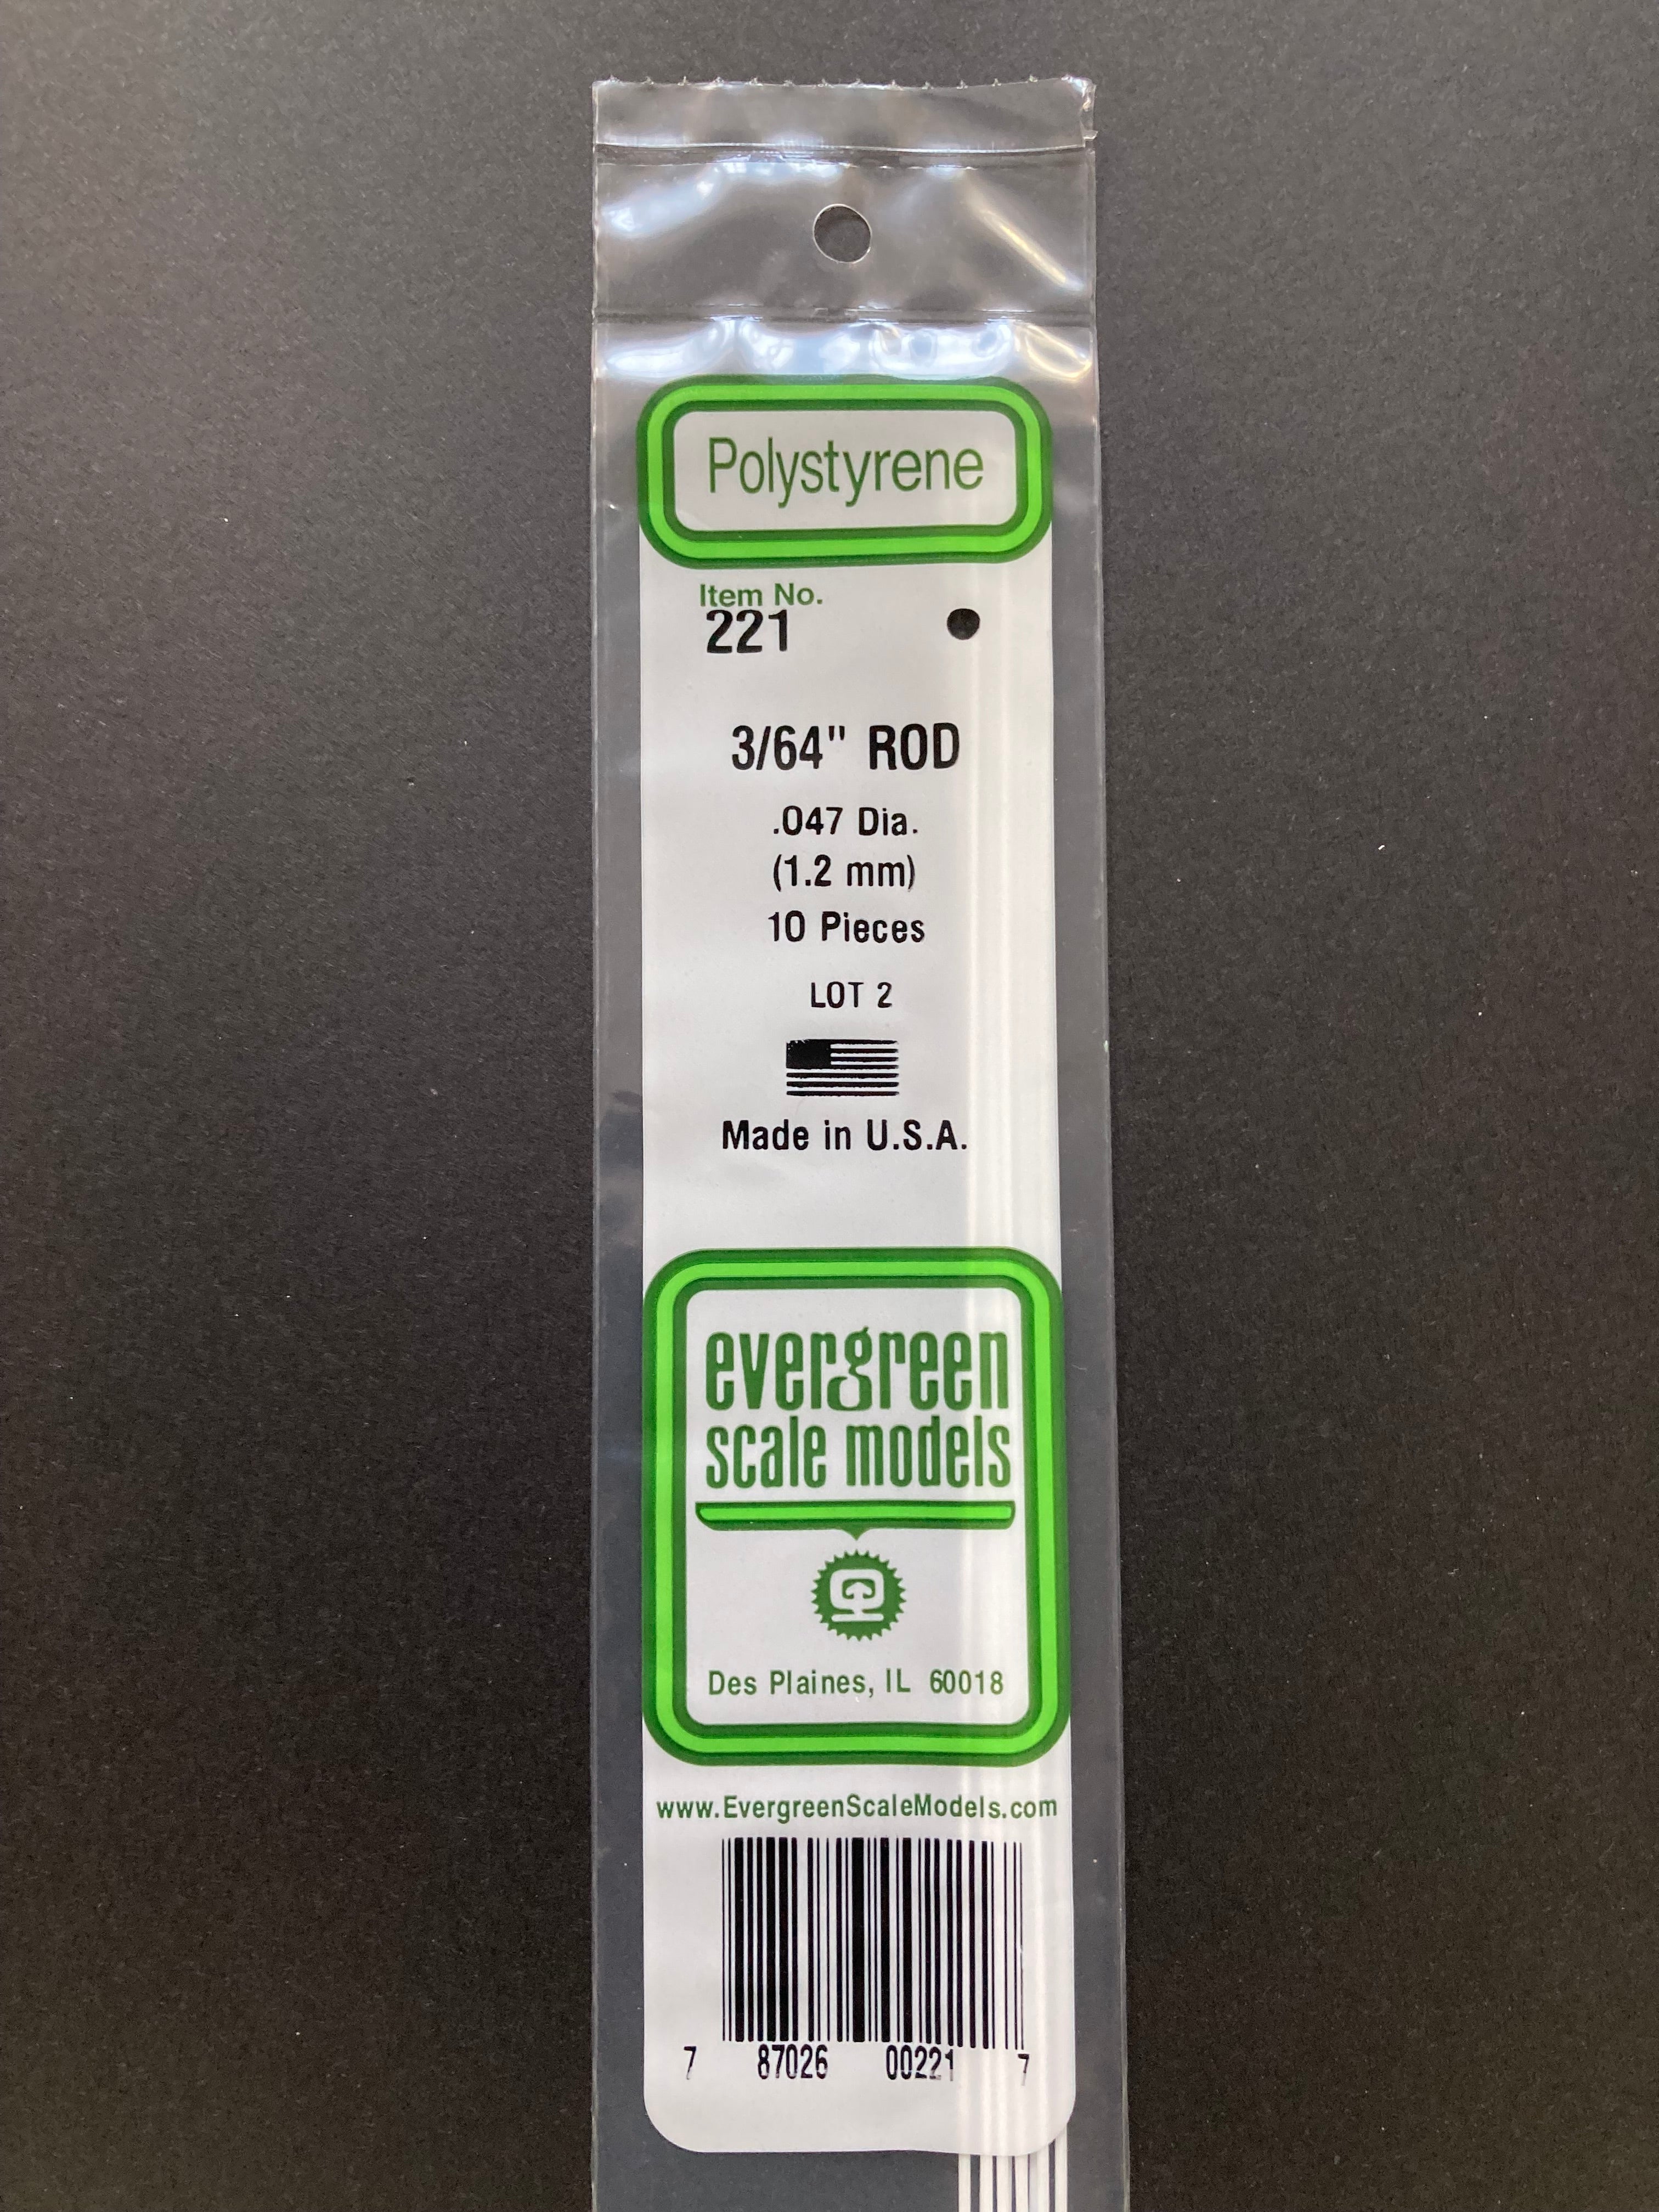 Polystyrene
Item No.
221
3/64" ROD
.047 Dia.
(1.2 mm)
10 Pieces
LOT 2
Made in U.S.A.
evergreen
scale models
Des Plaines, IL 60018
www.EvergreenScaleModels.com
7 87026 00221 7